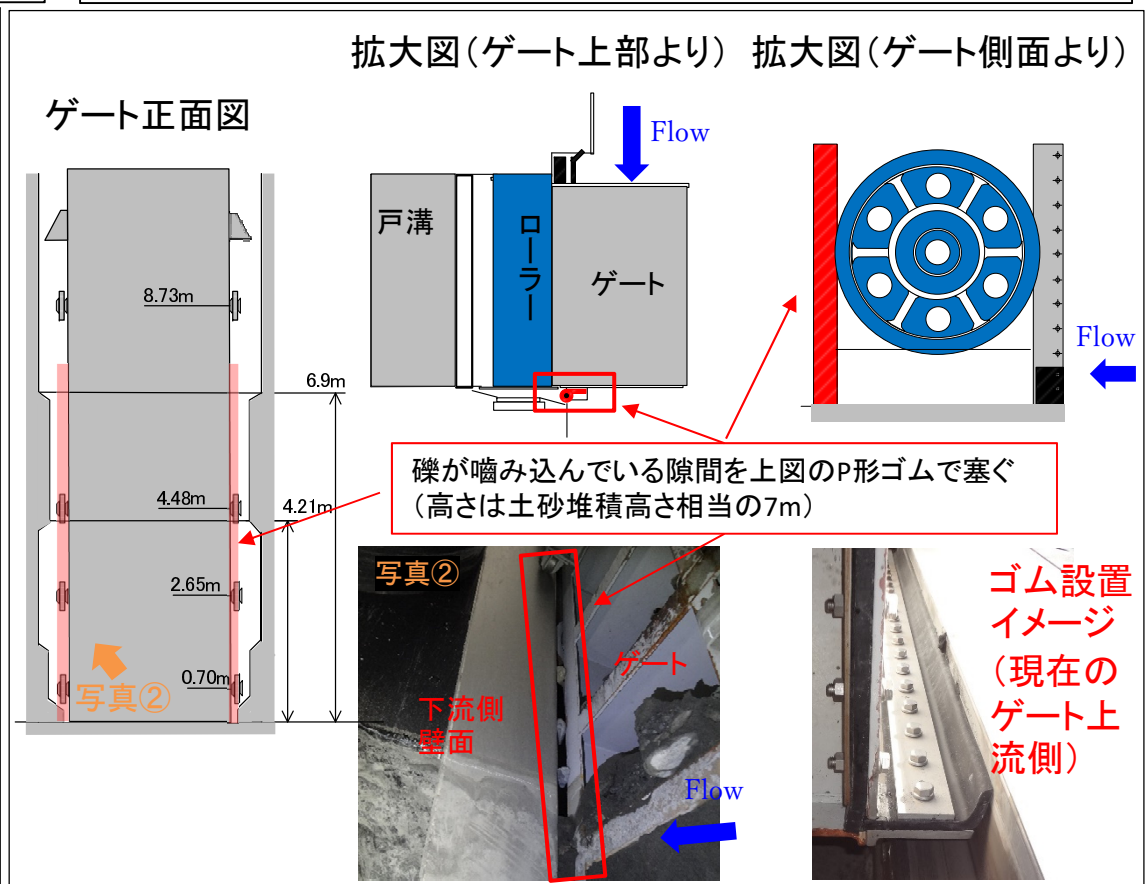 拡大図（ゲート上部より）
拡大図（ゲート側面より）
ゲート正面図
Flow
戸溝
ローラー
ゲート
Flow
8.73m
6.9m
4.48m
4.21m
2.65m
0.70m
写真②
礫が嚙み込んでいる隙間を上図のP形ゴムで塞ぐ
（高さは土砂堆積高さ相当の7m）
写真②
ゲート
下流側
壁面
Flow
ゴム設置
イメージ
（現在の
ゲート上
流側）